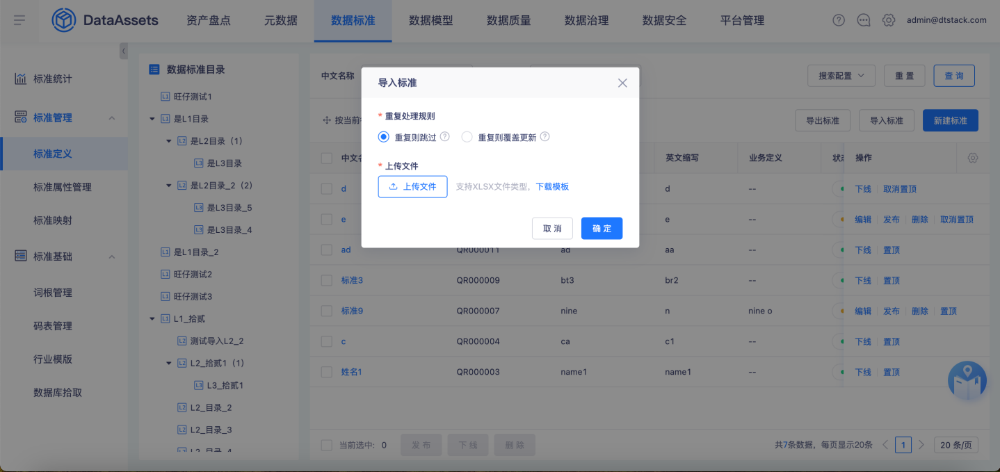 DataAssets
资产盘点
元数据
数据标准
数据模型
数据质量
数据治理
数据安全
平台管理
admin@dtstack.com
标准统计
标准管理
标准定义
标准属性管理
标准映射
标准基础
词根管理
码表管理
行业模版
数据库拾取
数据标准目录
L1 旺仔测试1
L1 是L1目录
L2 是L2目录（1）
L3 是L3目录
L2 是L2目录_2（2）
L3 是L3目录_5
L3 是L3目录_4
L1 是L1目录_2
L1 旺仔测试2
L1 旺仔测试3
L1 L1_拾贰
L2 测试导入L2_2
L2 L2_拾贰1（1）
L3 L3_拾贰1
L2 L2_目录_2
L2 L2_目录_3
L2 L2_目录_4
中文名称
搜索配置
重 置
查 询
按当前
导出标准
导入标准
新建标准
中文名
英文缩写
业务定义
状态
操作
d
d
--
下线
取消置顶
e
e
--
编辑
发布
删除
取消置顶
ad
QR000011
ad
aa
--
下线
置顶
标准3
QR000009
bt3
br2
--
下线
置顶
标准9
QR000007
nine
n
nine o
编辑
发布
删除
置顶
c
QR000004
ca
c1
--
下线
置顶
姓名1
QR000003
name1
name1
--
下线
置顶
当前选中: 0
发 布
下 线
删 除
共7条数据，每页显示20条
1
20 条/页
导入标准
* 重复处理规则
重复则跳过
重复则覆盖更新
* 上传文件
上传文件
支持XLSX文件类型，下载模板
取 消
确 定